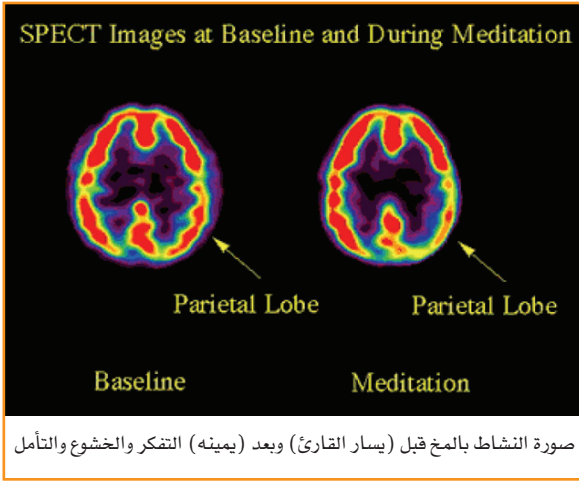 SPECT Images at Baseline and During Meditation
Parietal Lobe
Parietal Lobe
Baseline
Meditation
صورة النشاط بالمخ قبل (يسار القارئ) وبعد (يمينه) التفكر والخشوع والتأمل